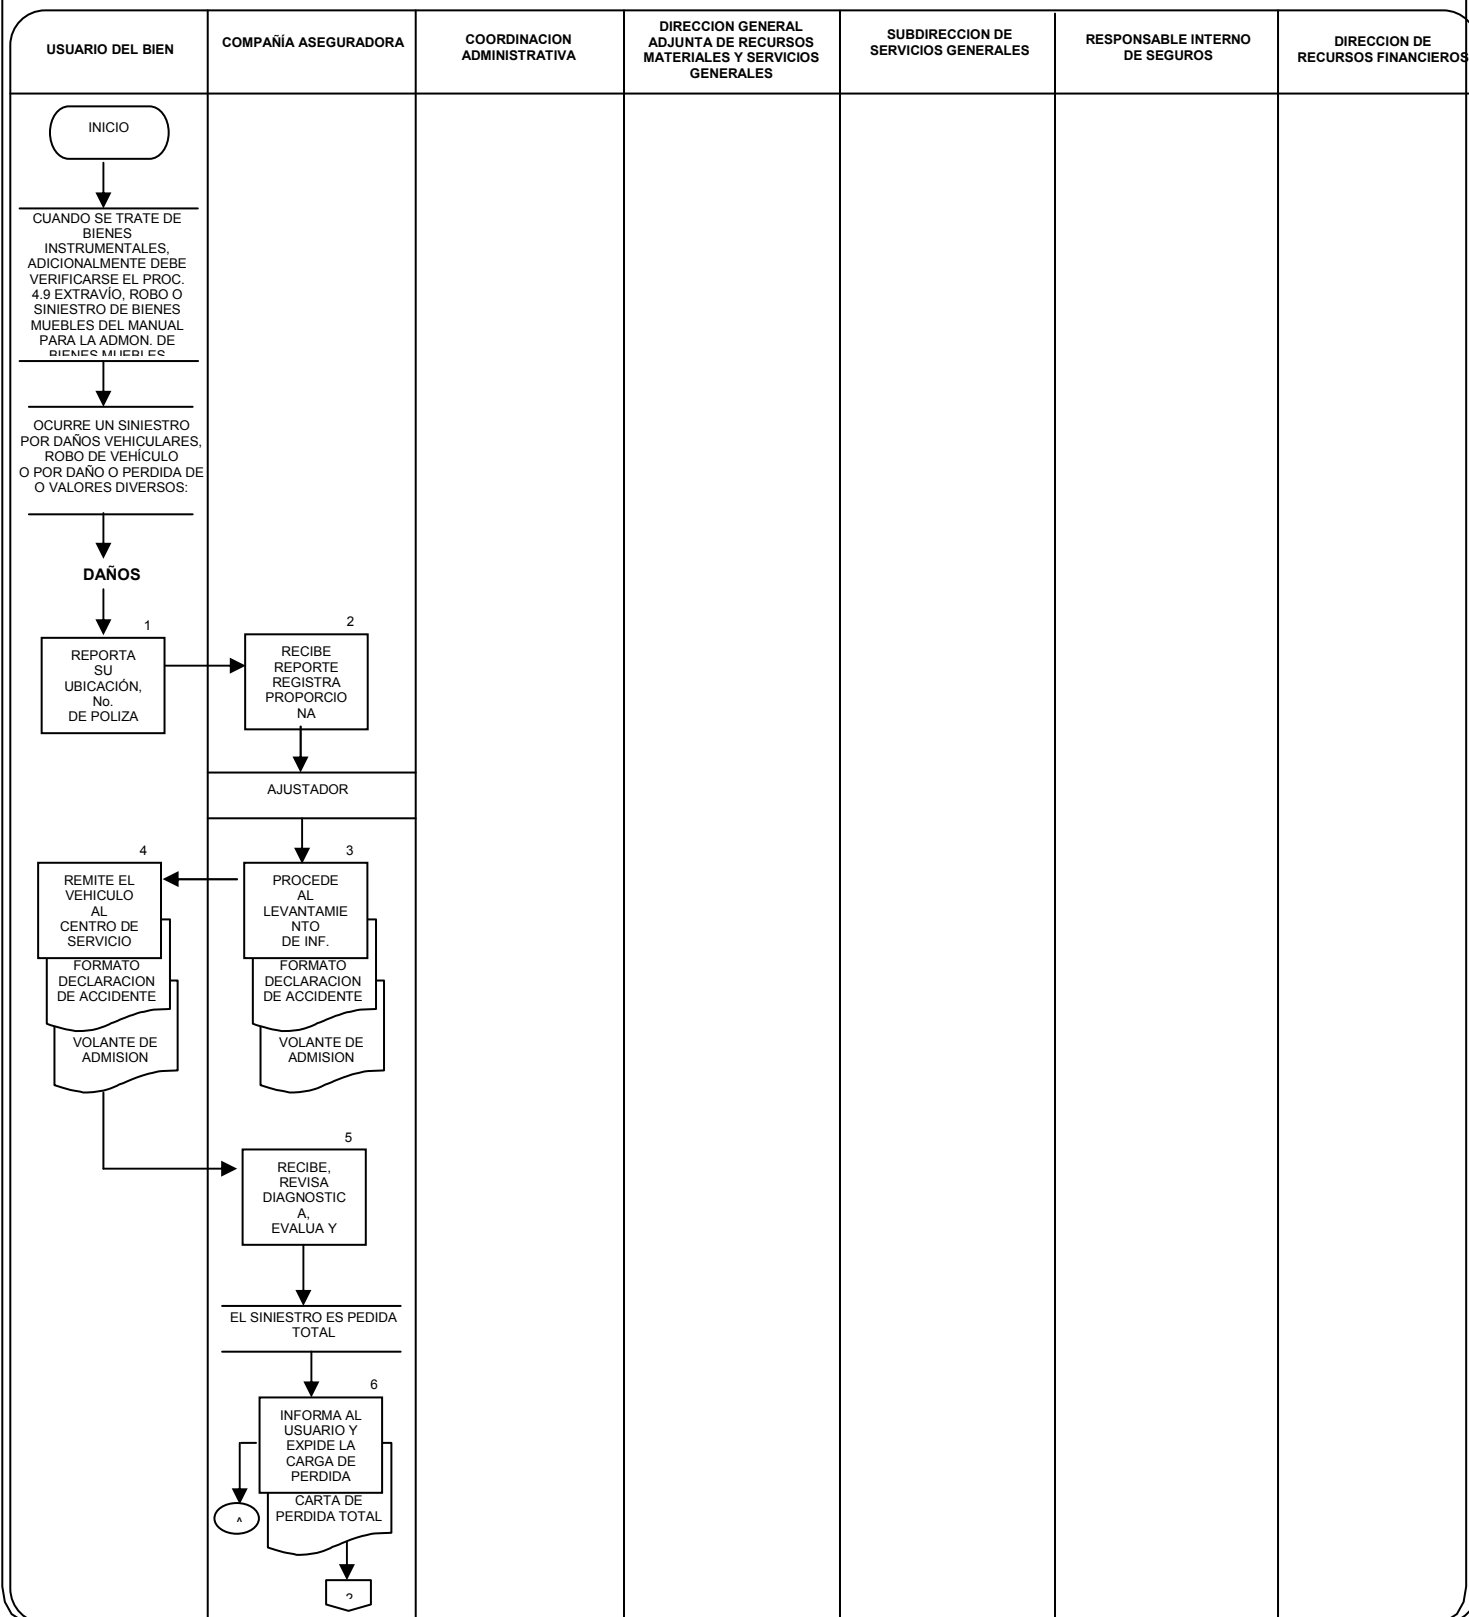 USUARIO DEL BIEN
COMPAÑÍA ASEGURADORA
COORDINACION
ADMINISTRATIVA
DIRECCION GENERAL
ADJUNTA DE RECURSOS
MATERIALES Y SERVICIOS
GENERALES
SUBDIRECCION DE
SERVICIOS GENERALES
RESPONSABLE INTERNO
DE SEGUROS
DIRECCION DE
RECURSOS FINANCIEROS
INICIO
CUANDO SE TRATE DE
BIENES
INSTRUMENTALES,
ADICIONALMENTE DEBE
VERIFICARSE EL PROC.
4.9 EXTRAVÍO, ROBO O
SINIESTRO DE BIENES
MUEBLES DEL MANUAL
PARA LA ADMON. DE
BIENES MUEBLES
OCURRE UN SINIESTRO
POR DAÑOS VEHICULARES,
ROBO DE VEHÍCULO
O POR DAÑO O PERDIDA DE
O VALORES DIVERSOS:
DAÑOS
1
REPORTA
SU
UBICACIÓN,
No.
DE POLIZA
2
RECIBE
REPORTE
REGISTRA
PROPORCIO
NA
AJUSTADOR
3
PROCEDE
AL
LEVANTAMIE
NTO
DE INF.
FORMATO
DECLARACION
DE ACCIDENTE
VOLANTE DE
ADMISION
4
REMITE EL
VEHICULO
AL
CENTRO DE
SERVICIO
FORMATO
DECLARACION
DE ACCIDENTE
VOLANTE DE
ADMISION
5
RECIBE,
REVISA
DIAGNOSTIC
A,
EVALUA Y
EL SINIESTRO ES PEDIDA
TOTAL
6
INFORMA AL
USUARIO Y
EXPIDE LA
CARGA DE
PERDIDA
CARTA DE
PERDIDA TOTAL